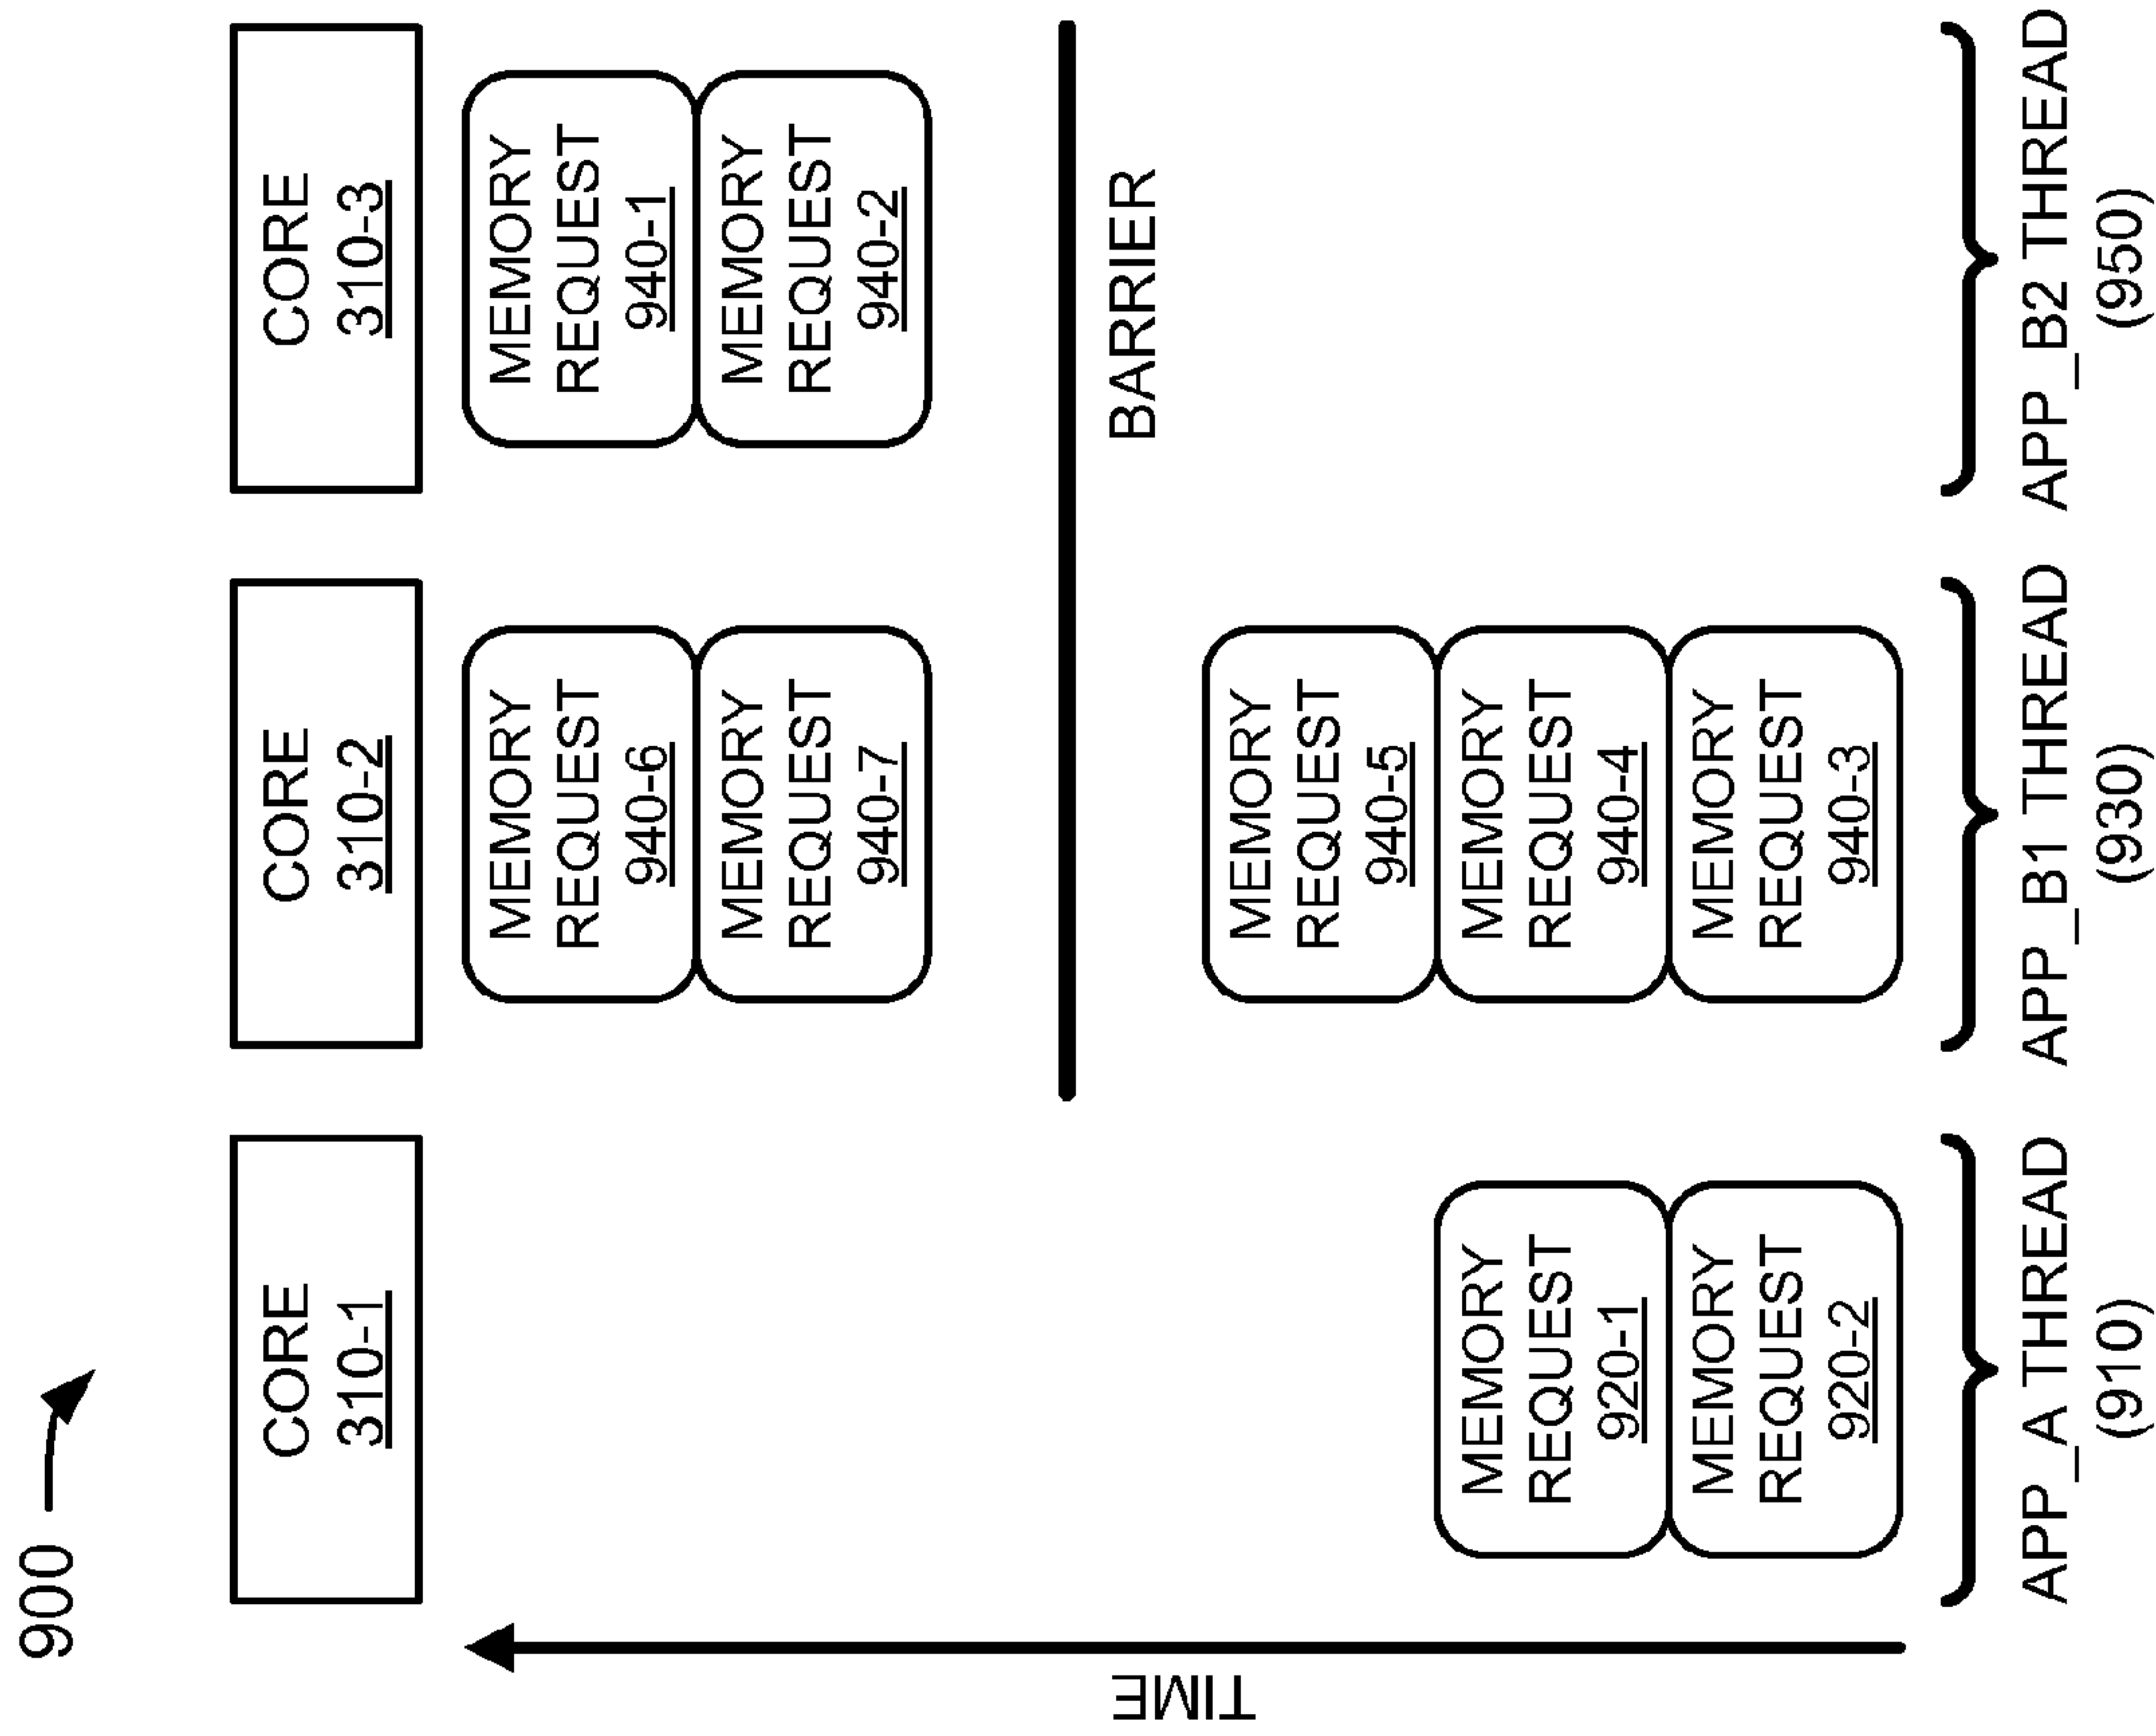 900
TIME
CORE
310-1
MEMORY
REQUEST
920-1
MEMORY
REQUEST
920-2
APP_A THREAD
(910)
CORE
310-2
MEMORY
REQUEST
940-6
MEMORY
REQUEST
940-7
MEMORY
REQUEST
940-5
MEMORY
REQUEST
940-4
MEMORY
REQUEST
940-3
APP_B1 THREAD
(930)
CORE
310-3
MEMORY
REQUEST
940-1
MEMORY
REQUEST
940-2
BARRIER
APP_B2 THREAD
(950)